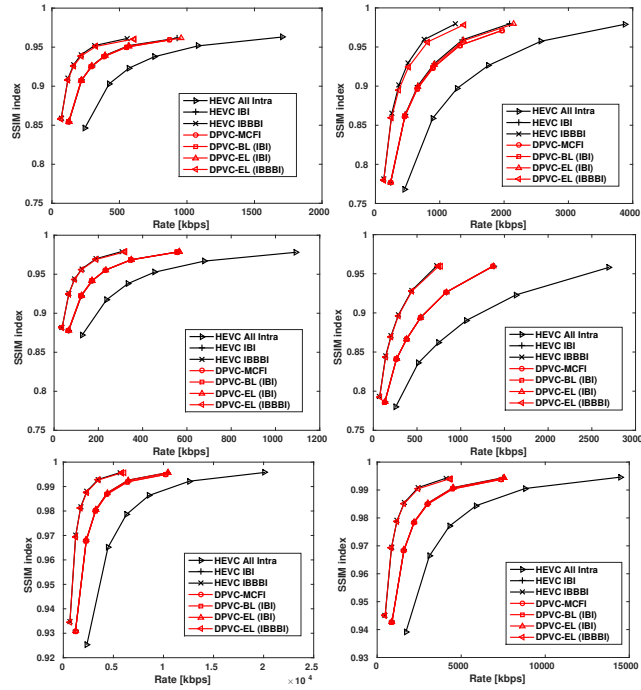 1
0.95
0.9
0.85
0.8
0.75
SSIM index
0 500 1000 1500 2000
Rate [kbps]
HEVC All Intra
HEVC IBI
HEVC IBBBI
DPVC-MCFI
DPVC-BL (IBI)
DPVC-EL (IBI)
DPVC-EL (IBBBI)
1
0.95
0.9
0.85
0.8
0.75
SSIM index
0 1000 2000 3000 4000
Rate [kbps]
HEVC All Intra
HEVC IBI
HEVC IBBBI
DPVC-MCFI
DPVC-BL (IBI)
DPVC-EL (IBI)
DPVC-EL (IBBBI)
1
0.95
0.9
0.85
0.8
0.75
SSIM index
0 200 400 600 800 1000 1200
Rate [kbps]
HEVC All Intra
HEVC IBI
HEVC IBBBI
DPVC-MCFI
DPVC-BL (IBI)
DPVC-EL (IBI)
DPVC-EL (IBBBI)
1
0.95
0.9
0.85
0.8
0.75
SSIM index
0 500 1000 1500 2000 2500 3000
Rate [kbps]
HEVC All Intra
HEVC IBI
HEVC IBBBI
DPVC-MCFI
DPVC-BL (IBI)
DPVC-EL (IBI)
DPVC-EL (IBBBI)
1
0.99
0.98
0.97
0.96
0.95
0.94
0.93
0.92
SSIM index
0 0.5 1 1.5 2 2.5
Rate [kbps]
× 10 4
HEVC All Intra
HEVC IBI
HEVC IBBBI
DPVC-MCFI
DPVC-BL (IBI)
DPVC-EL (IBI)
DPVC-EL (IBBBI)
1
0.99
0.98
0.97
0.96
0.95
0.94
0.93
SSIM index
0 5000 10000 15000
Rate [kbps]
HEVC All Intra
HEVC IBI
HEVC IBBBI
DPVC-MCFI
DPVC-BL (IBI)
DPVC-EL (IBI)
DPVC-EL (IBBBI)